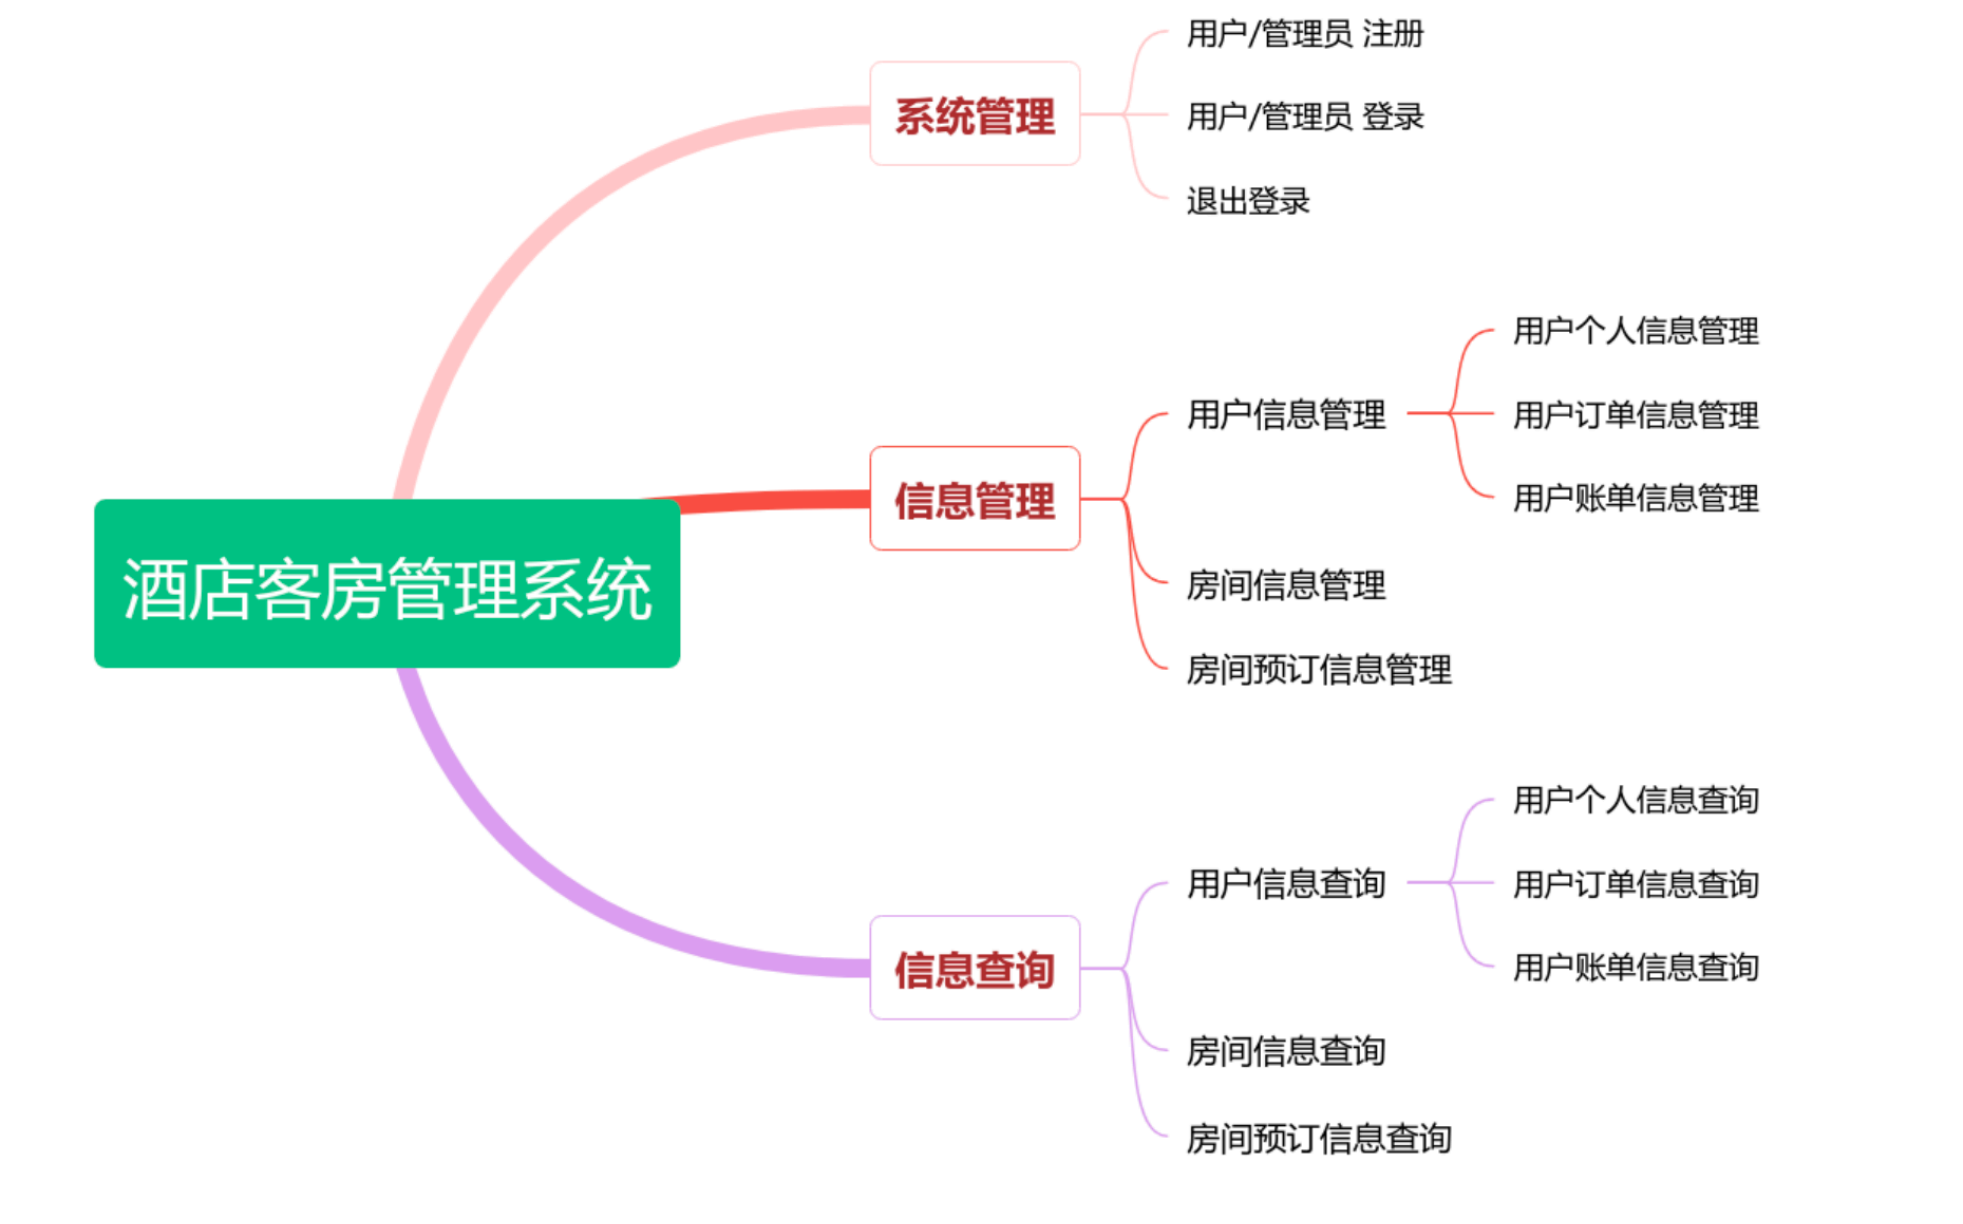 酒店客房管理系统
系统管理
用户/管理员 注册
用户/管理员 登录
退出登录
信息管理
用户信息管理
用户个人信息管理
用户订单信息管理
用户账单信息管理
房间信息管理
房间预订信息管理
信息查询
用户信息查询
用户个人信息查询
用户订单信息查询
用户账单信息查询
房间信息查询
房间预订信息查询